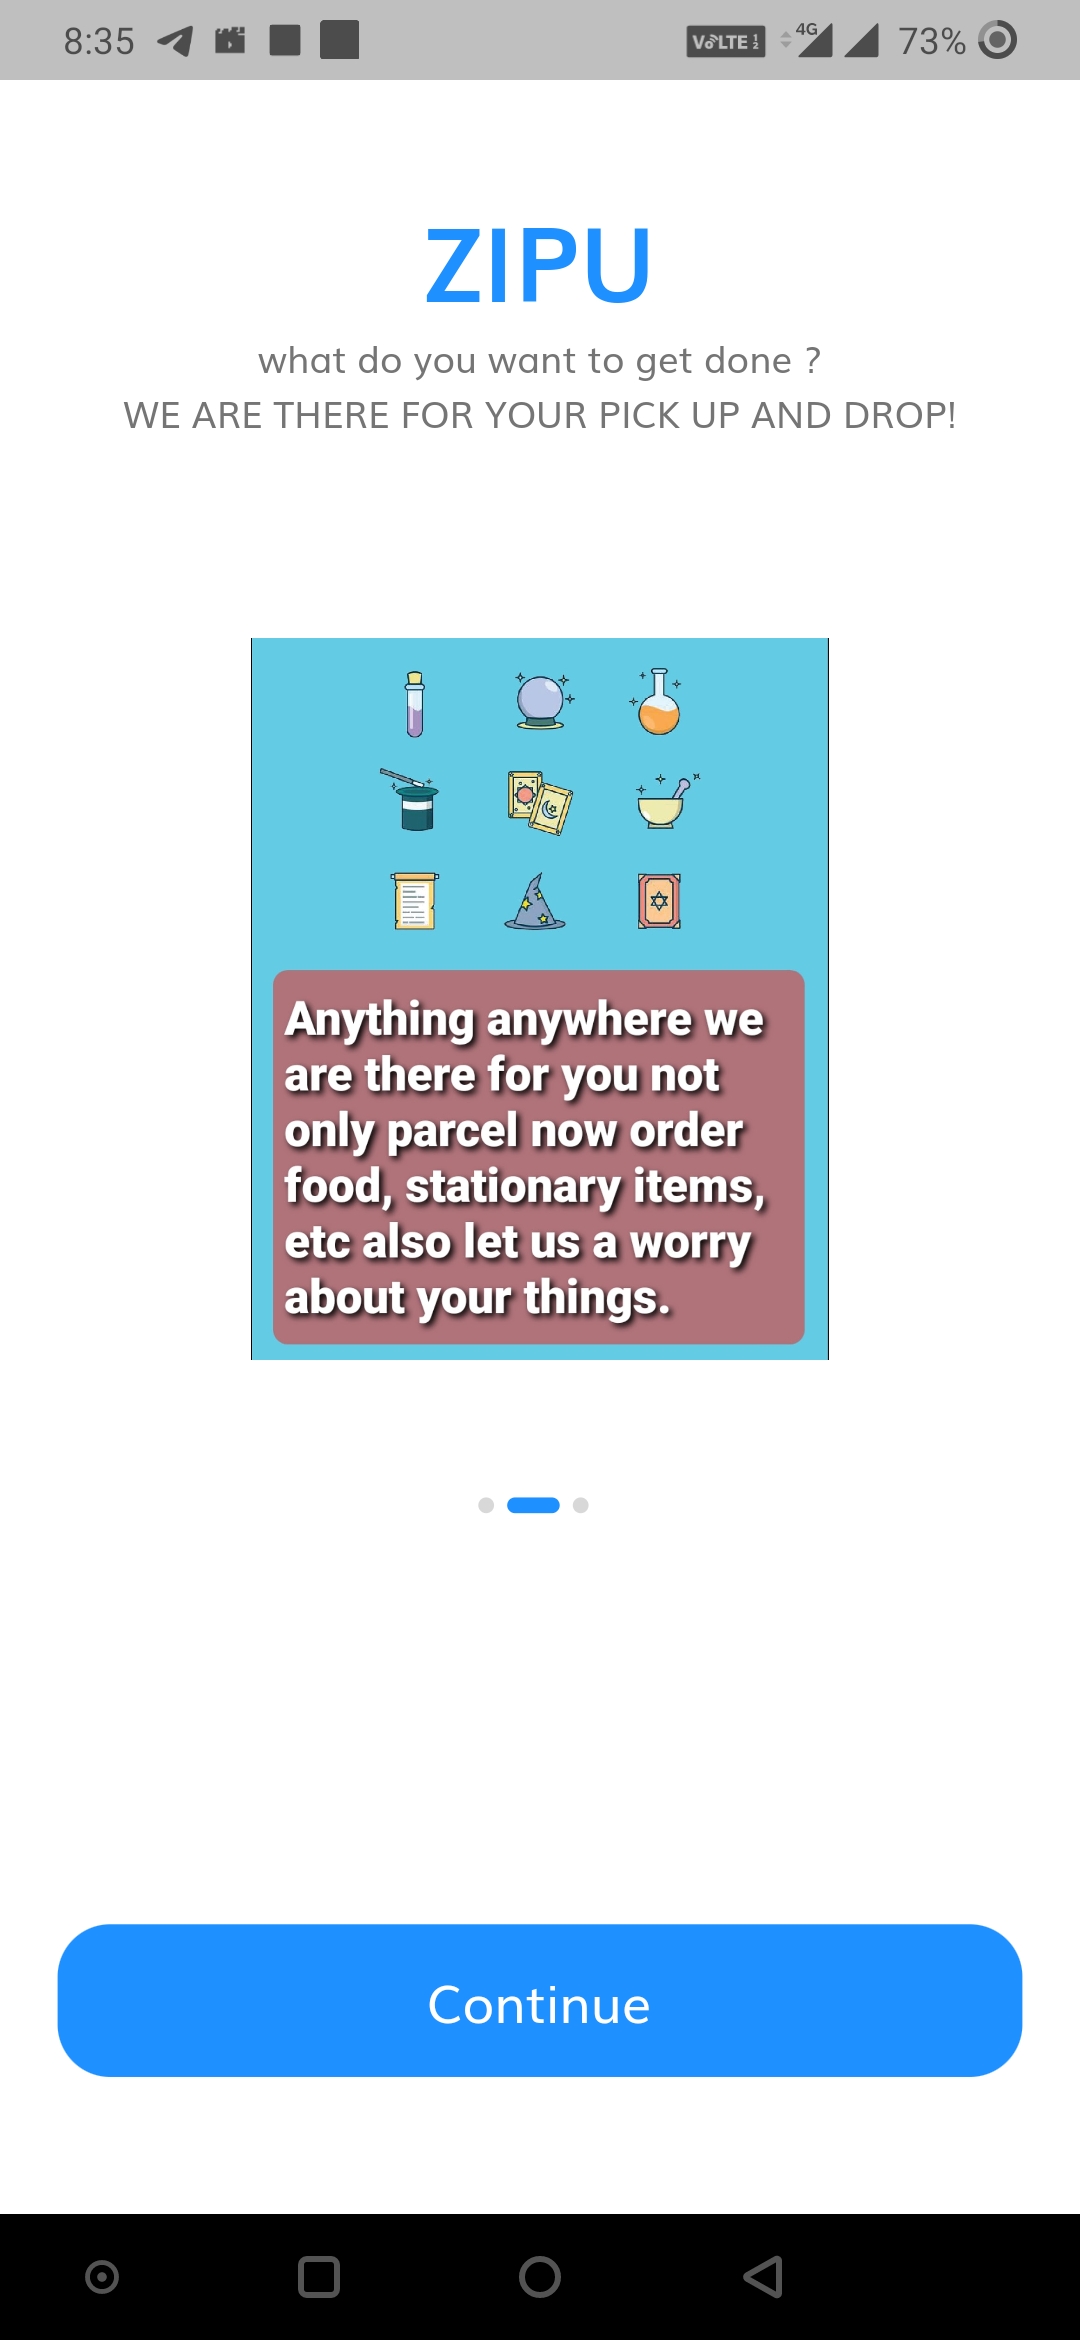 8:35 VoLTE 1 2 4G 73%
ZIPU
what do you want to get done ?
WE ARE THERE FOR YOUR PICK UP AND DROP!
Anything anywhere we
are there for you not
only parcel now order
food, stationary items,
etc also let us a worry
about your things.
Continue